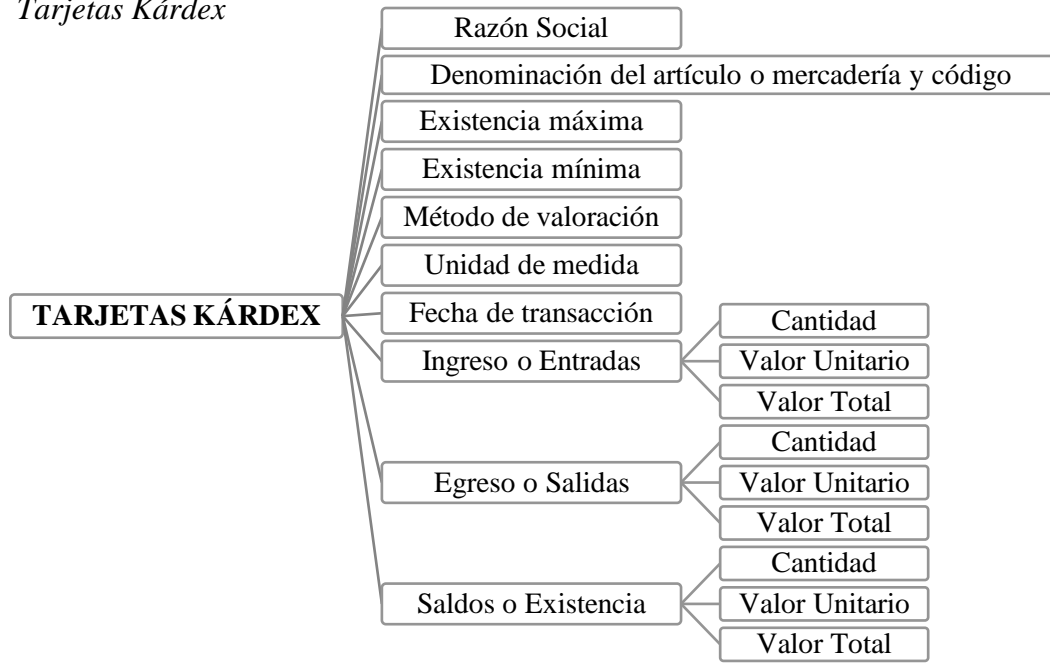 Tarjetas Kárdex
Razón Social
Denominación del artículo o mercadería y código
Existencia máxima
Existencia mínima
Método de valoración
Unidad de medida
TARJETAS KÁRDEX
Fecha de transacción
Ingreso o Entradas
Cantidad
Valor Unitario
Valor Total
Egreso o Salidas
Cantidad
Valor Unitario
Valor Total
Saldos o Existencia
Cantidad
Valor Unitario
Valor Total